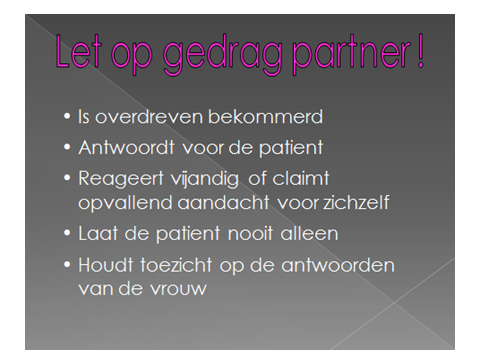 Let op gedrag partner!
• Is overdreven bekommerd
• Antwoordt voor de patient
• Reageert vijandig of claimt
opvallend aandacht voor zichzelf
• Laat de patient nooit alleen
• Houdt toezicht op de antwoorden
van de vrouw